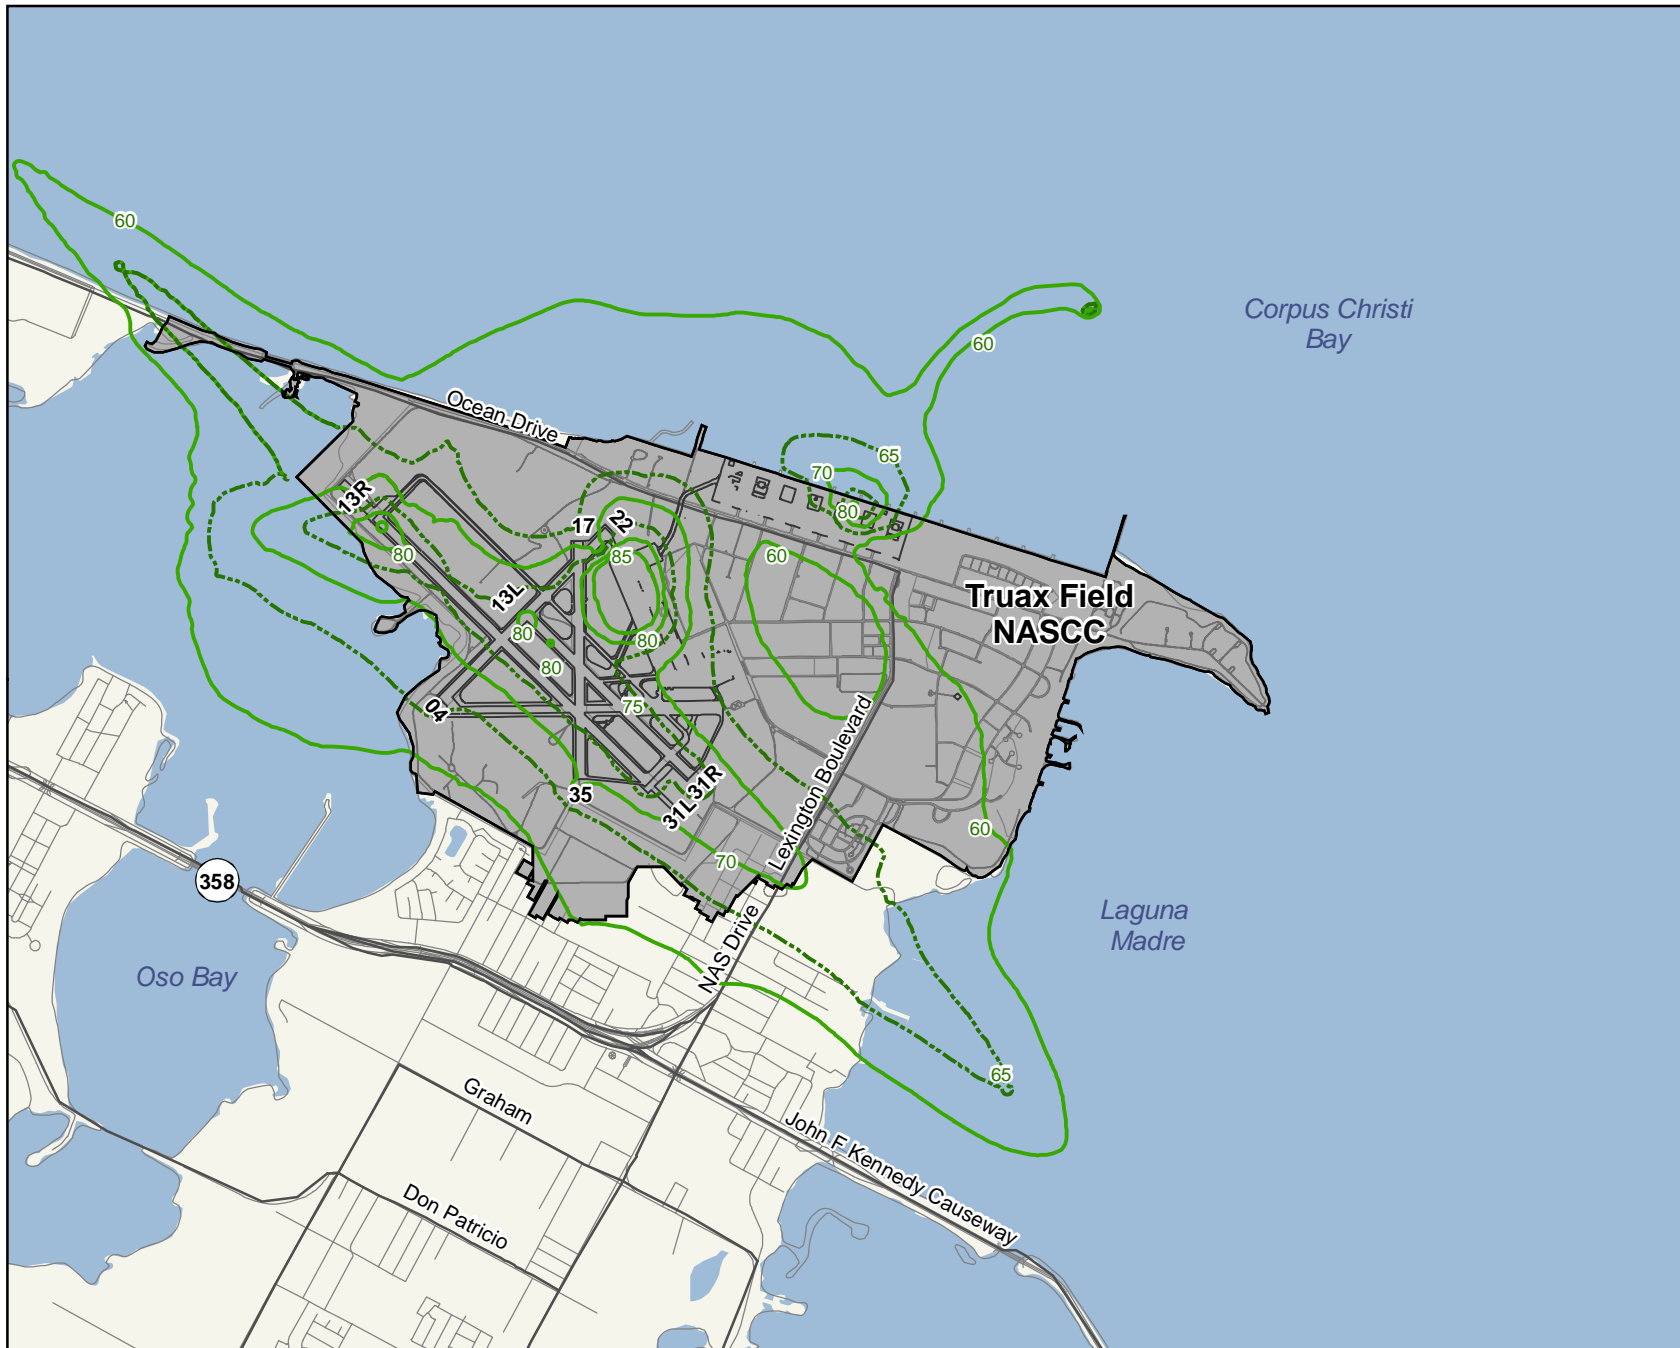 60
Corpus Christi
Bay
60
Ocean Drive
65
70
13R
80
17
22
80
85
60
13L
Truax Field
NASCC
80
80
80
04
75
Lexington Boulevard
35
31L
31R
60
70
358
NAS Drive
Laguna
Madre
Oso Bay
65
Graham
John F Kennedy Causeway
Don Patricio